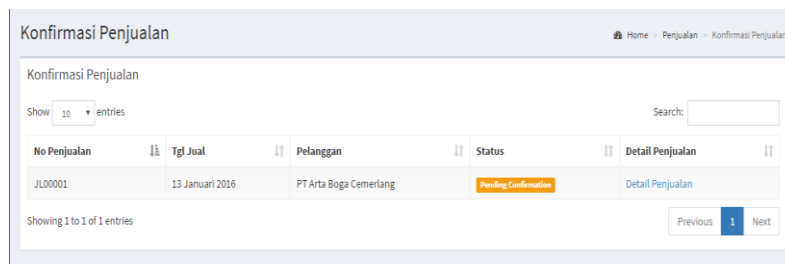 Konfirmasi Penjualan
Home > Penjualan > Konfirmasi Penjualan
Konfirmasi Penjualan
Show 10 entries
Search:
No Penjualan Tgl Jual Pelanggan Status Detail Penjualan
JL00001 13 Januari 2016 PT Arta Boga Cemerlang Pending Confirmation Detail Penjualan
Showing 1 to 1 of 1 entries
Previous 1 Next